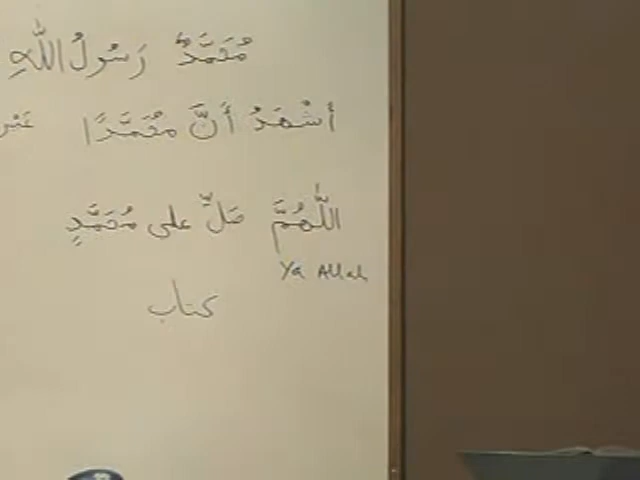 مُحَمَّدٌ رَسُولُ اللّٰهِ
أَشْهَدُ أَنَّ مُحَمَّدًا
اللّٰهُمَّ صَلِّ على مُحَمَّدٍ
Ya Allah
كتاب